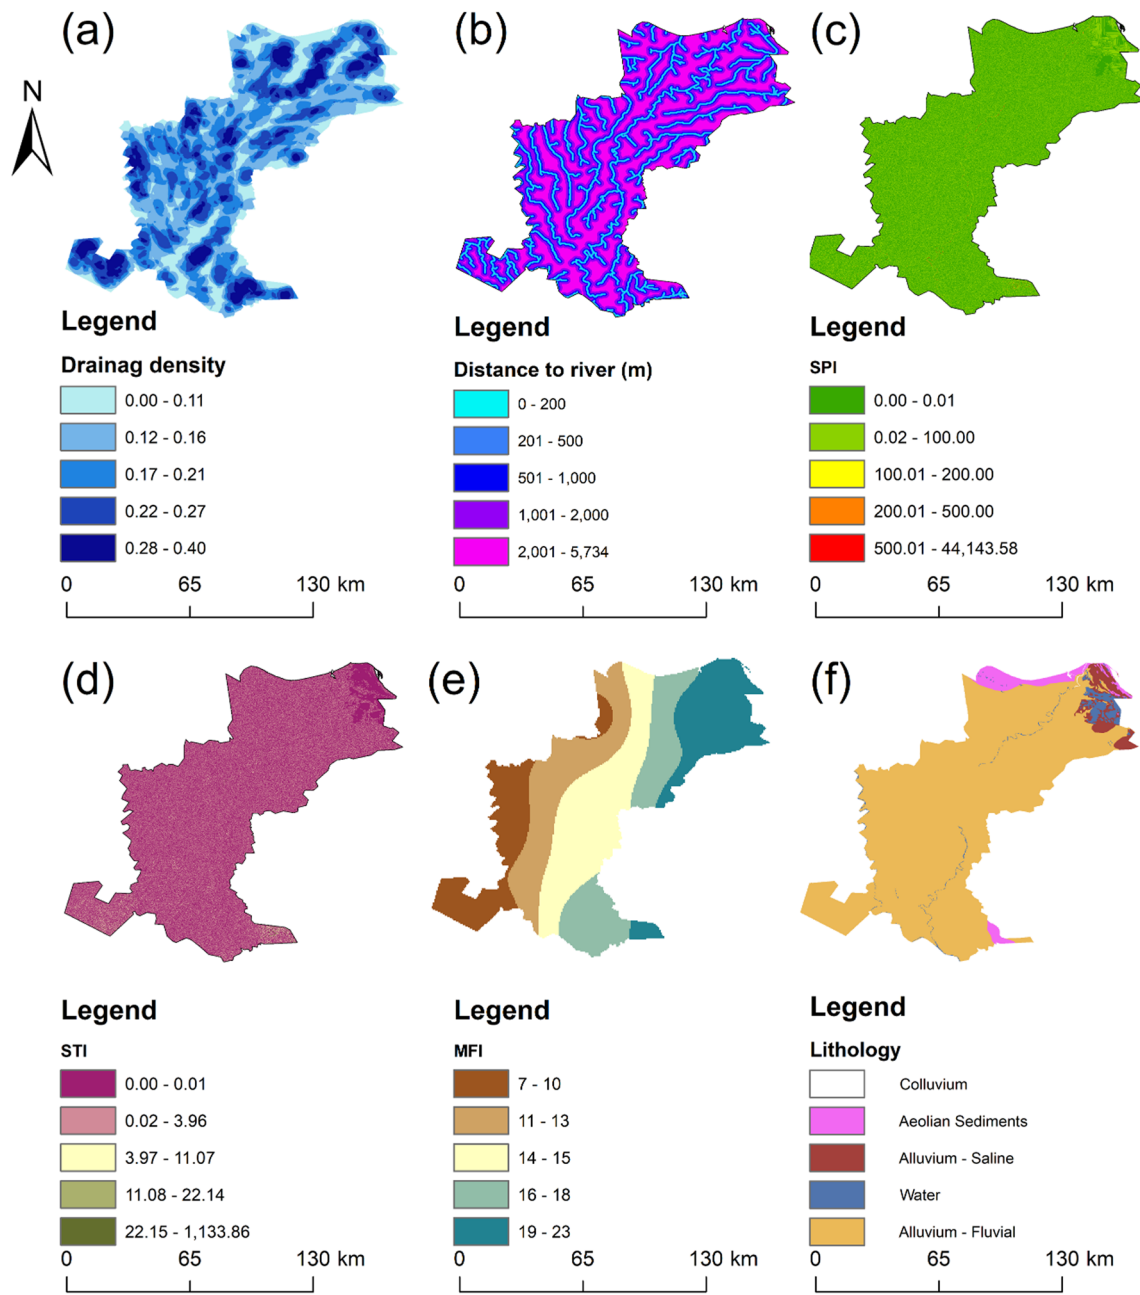 (a)
(b)
(c)
N
Legend
Drainag density
0.00 - 0.11
0.12 - 0.16
0.17 - 0.21
0.22 - 0.27
0.28 - 0.40
0 65 130 km
Legend
Distance to river (m)
0 - 200
201 - 500
501 - 1,000
1,001 - 2,000
2,001 - 5,734
0 65 130 km
Legend
SPI
0.00 - 0.01
0.02 - 100.00
100.01 - 200.00
200.01 - 500.00
500.01 - 44,143.58
0 65 130 km
(d)
(e)
(f)
Legend
STI
0.00 - 0.01
0.02 - 3.96
3.97 - 11.07
11.08 - 22.14
22.15 - 1,133.86
0 65 130 km
Legend
MFI
7 - 10
11 - 13
14 - 15
16 - 18
19 - 23
0 65 130 km
Legend
Lithology
Colluvium
Aeolian Sediments
Alluvium - Saline
Water
Alluvium - Fluvial
0 65 130 km